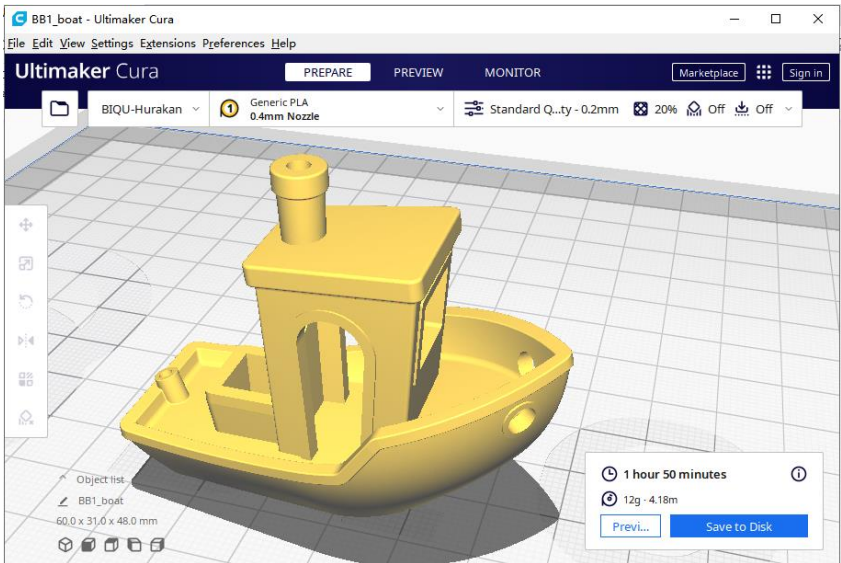 BB1_boat - Ultimaker Cura
File Edit View Settings Extensions Preferences Help
Ultimaker Cura PREPARE PREVIEW MONITOR Marketplace Sign in
BIQU-Hurakan 1 Generic PLA
0.4mm Nozzle
Standard Q...ty - 0.2mm 20% Off Off
Object list
BB1_boat
60.0 x 31.0 x 48.0 mm
1 hour 50 minutes
12g · 4.18m
Previ... Save to Disk